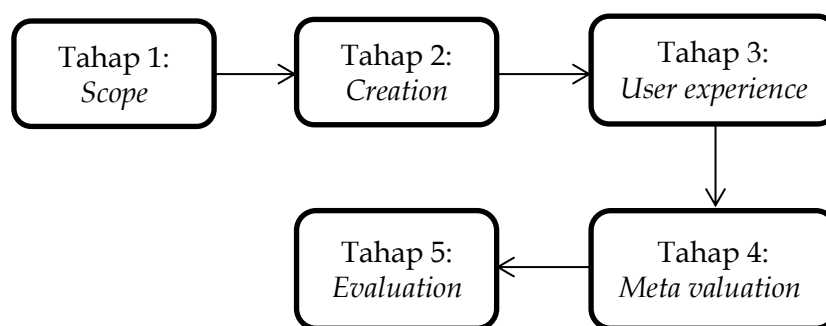 Tahap 1:
Scope
Tahap 2:
Creation
Tahap 3:
User experience
Tahap 4:
Meta valuation
Tahap 5:
Evaluation